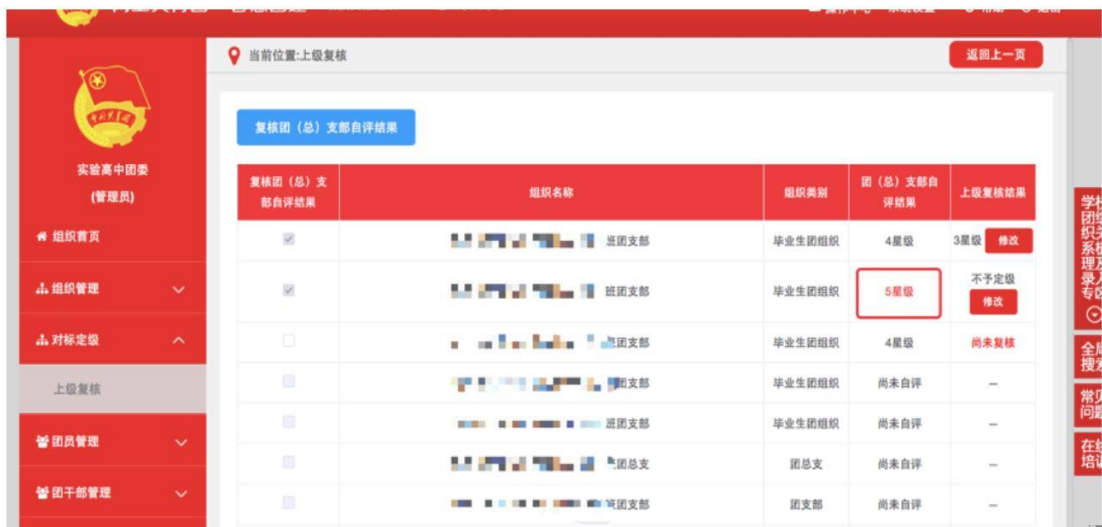 当前位置:上级复核
返回上一页
实验高中团委
(管理员)
组织首页
组织管理
对标定级
上级复核
团员管理
团干部管理
复核团（总）支部自评结果
复核团（总）支
部自评结果
组织名称
组织类别
团（总）支部自
评结果
上级复核结果
班团支部
毕业生团组织
4星级
3星级 修改
班团支部
毕业生团组织
5星级
不予定级
修改
团支部
毕业生团组织
4星级
尚未复核
团支部
毕业生团组织
尚未自评
—
班团支部
毕业生团组织
尚未自评
—
团总支
团总支
尚未自评
—
团支部
团支部
尚未自评
—